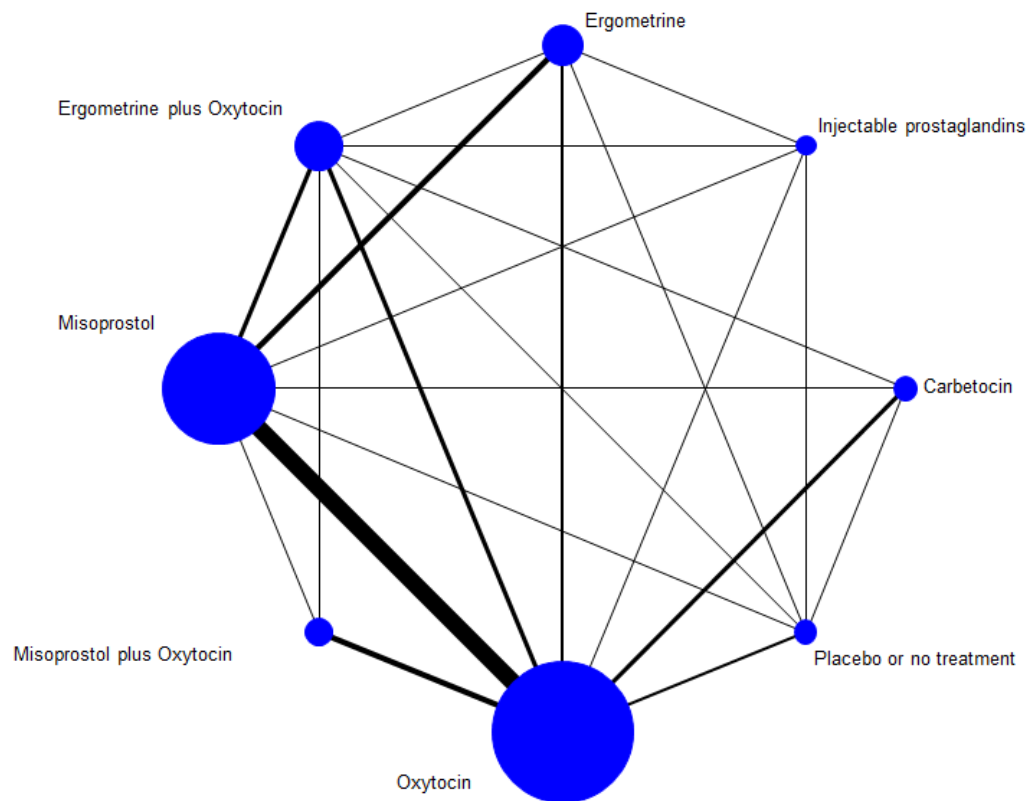 Ergometrine
Ergometrine plus Oxytocin
Injectable prostaglandins
Misoprostol
Carbetocin
Misoprostol plus Oxytocin
Placebo or no treatment
Oxytocin